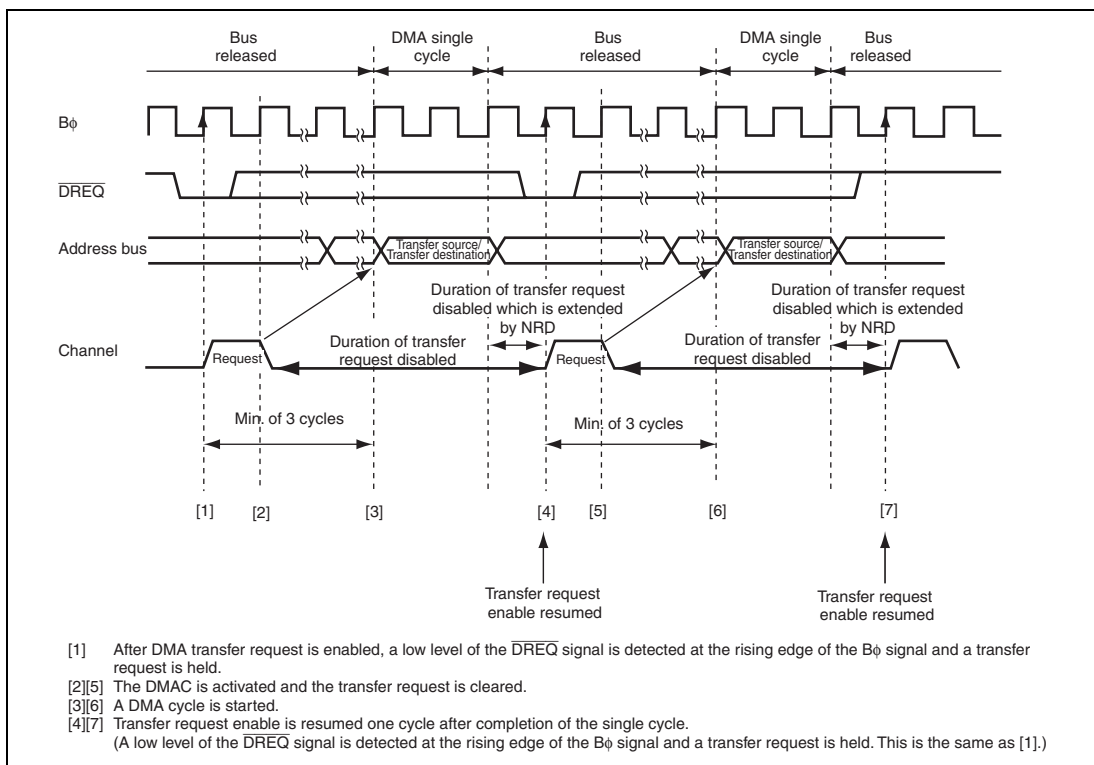 Bus released
DMA single cycle
Bus released
DMA single cycle
Bus released
Bφ
DREQ
Address bus
Transfer source/
Transfer destination
Transfer source/
Transfer destination
Duration of transfer request
disabled which is extended
by NRD
Duration of transfer request
disabled which is extended
by NRD
Channel
Request
Duration of transfer
request disabled
Request
Duration of transfer
request disabled
Min. of 3 cycles
Min. of 3 cycles
[1]
[2]
[3]
[4]
[5]
[6]
[7]
Transfer request
enable resumed
Transfer request
enable resumed
[1] After DMA transfer request is enabled, a low level of the DREQ signal is detected at the rising edge of the Bφ signal and a transfer
request is held.
[2][5] The DMAC is activated and the transfer request is cleared.
[3][6] A DMA cycle is started.
[4][7] Transfer request enable is resumed one cycle after completion of the single cycle.
(A low level of the DREQ signal is detected at the rising edge of the Bφ signal and a transfer request is held. This is the same as [1].)